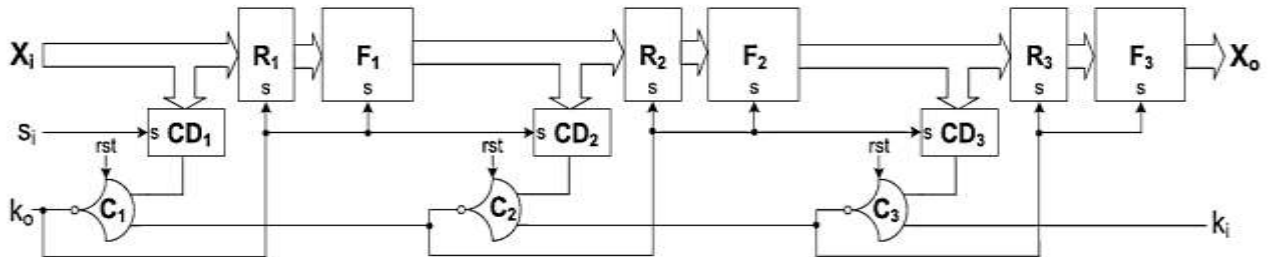 Xᵢ R₁ F₁ R₂ F₂ R₃ F₃ Xₒ
s s s s s s
sᵢ s CD₁ s CD₂ s CD₃
rst rst rst
kₒ C₁ C₂ C₃ kᵢ